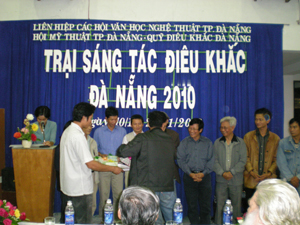 LIÊN HIỆP CÁC HỘI VĂN HỌC NGHỆ THUẬT TP. ĐÀ NẴNG
HỘI MỸ THUẬT TP. ĐÀ NẴNG - QUỸ ĐIÊU KHẮC ĐÀ NẴNG
TRẠI SÁNG TÁC ĐIÊU KHẮC
ĐÀ NẴNG 2010
Ngày